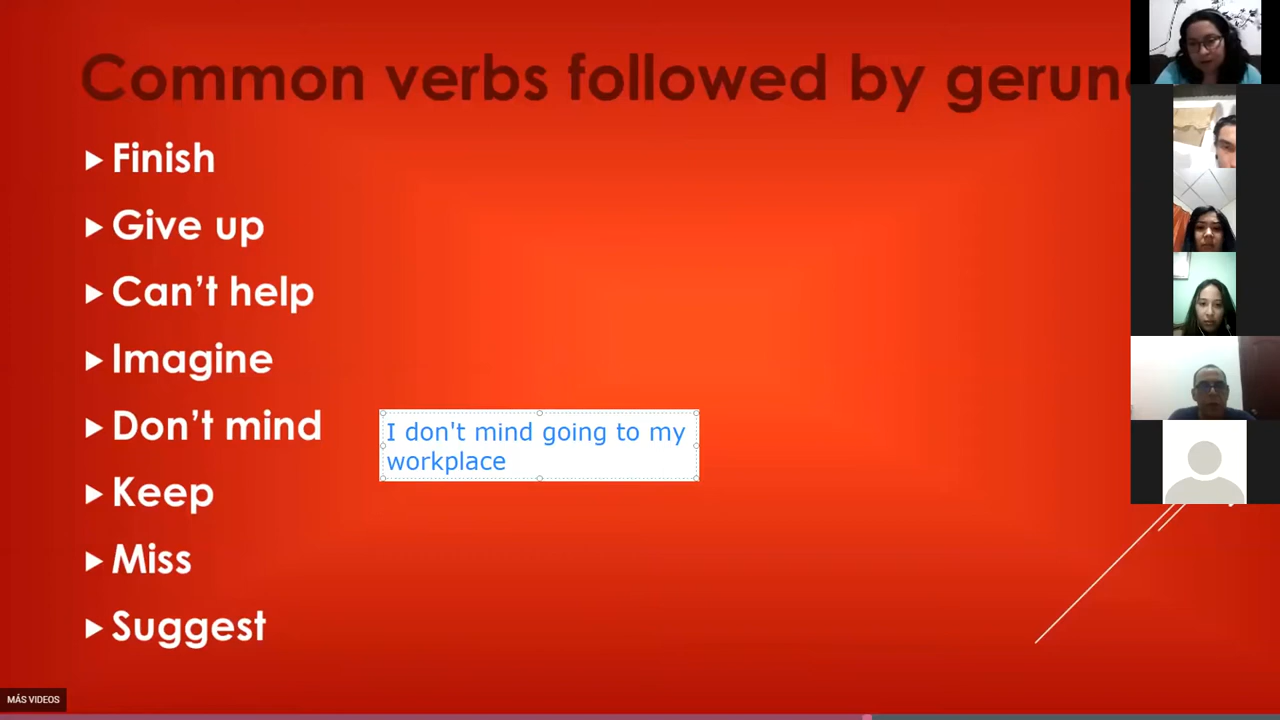 Common verbs followed by gerun
Finish
Give up
Can’t help
Imagine
Don’t mind
I don't mind going to my
workplace
Keep
Miss
Suggest
MÁS VIDEOS